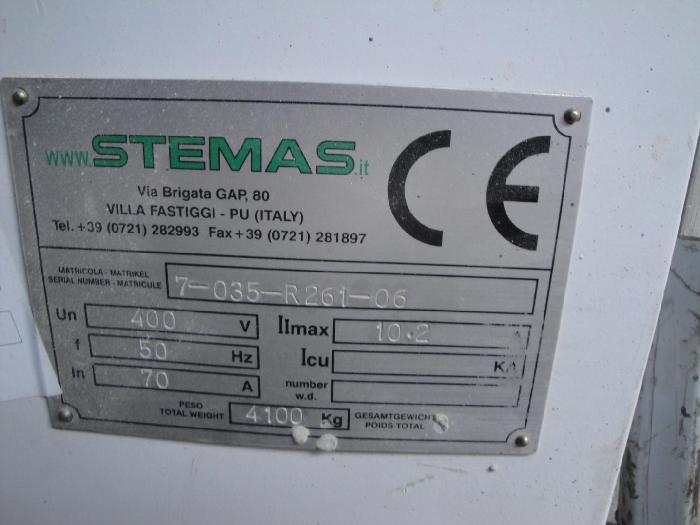 www.STEMAS.it
CE
Via Brigata GAP, 80
VILLA FASTIGGI - PU (ITALY)
Tel. +39 (0721) 282993 Fax +39 (0721) 281897
MATRICOLA - MATRIKEL
SERIAL NUMBER - MATRICULE
7-035-R261-06
Un 400 V IImax 10.2 A
f 50 Hz Icu KA
In 70 A number w.d.
PESO
TOTAL WEIGHT 4100 Kg GESAMTGEWICHT
POIDS TOTAL